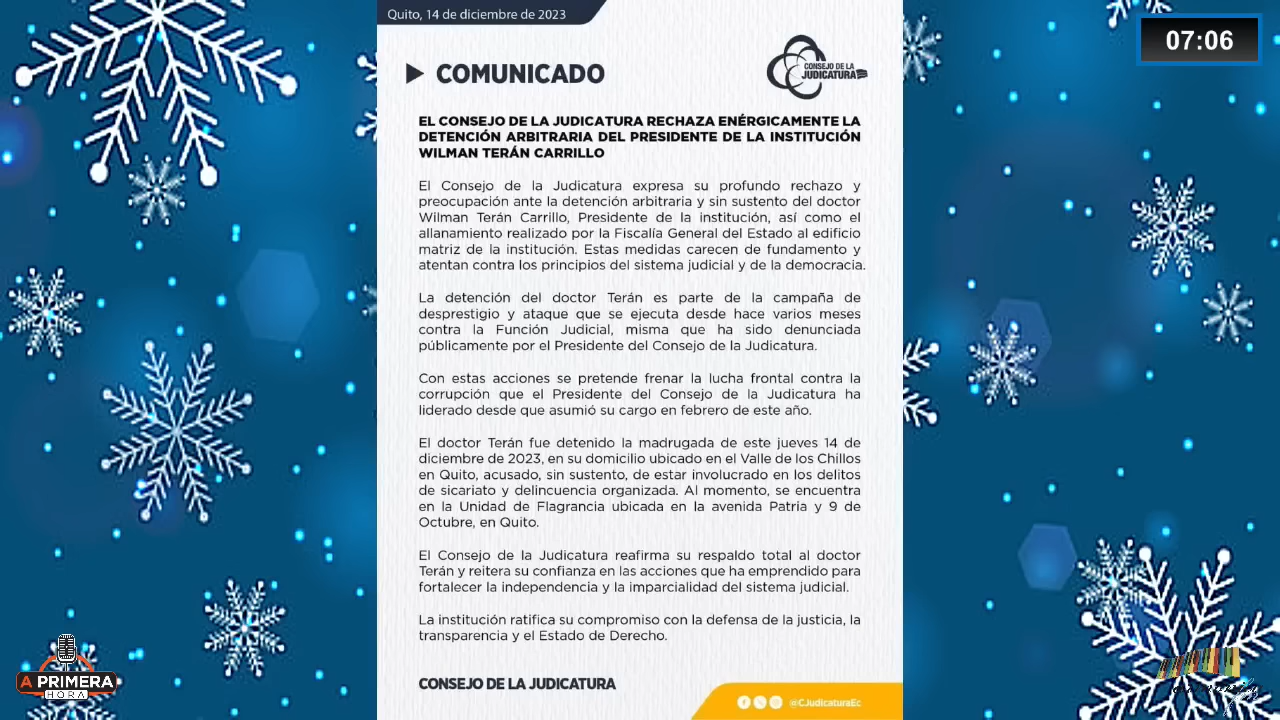 Quito, 14 de diciembre de 2023
07:06
COMUNICADO
CONSEJO DE LA
JUDICATURA
EL CONSEJO DE LA JUDICATURA RECHAZA ENÉRGICAMENTE LA
DETENCIÓN ARBITRARIA DEL PRESIDENTE DE LA INSTITUCIÓN
WILMAN TERÁN CARRILLO
El Consejo de la Judicatura expresa su profundo rechazo y
preocupación ante la detención arbitraria y sin sustento del doctor
Wilman Terán Carrillo, Presidente de la institución, así como el
allanamiento realizado por la Fiscalía General del Estado al edificio
matriz de la institución. Estas medidas carecen de fundamento y
atentan contra los principios del sistema judicial y de la democracia.
La detención del doctor Terán es parte de la campaña de
desprestigio y ataque que se ejecuta desde hace varios meses
contra la Función Judicial, misma que ha sido denunciada
públicamente por el Presidente del Consejo de la Judicatura.
Con estas acciones se pretende frenar la lucha frontal contra la
corrupción que el Presidente del Consejo de la Judicatura ha
liderado desde que asumió su cargo en febrero de este año.
El doctor Terán fue detenido la madrugada de este jueves 14 de
diciembre de 2023, en su domicilio ubicado en el Valle de los Chillos
en Quito, acusado, sin sustento, de estar involucrado en los delitos
de sicariato y delincuencia organizada. Al momento, se encuentra
en la Unidad de Flagrancia ubicada en la avenida Patria y 9 de
Octubre, en Quito.
El Consejo de la Judicatura reafirma su respaldo total al doctor
Terán y reitera su confianza en las acciones que ha emprendido para
fortalecer la independencia y la imparcialidad del sistema judicial.
La institución ratifica su compromiso con la defensa de la justicia, la
transparencia y el Estado de Derecho.
CONSEJO DE LA JUDICATURA
@CJudicaturaEc
A PRIMERA
HORA